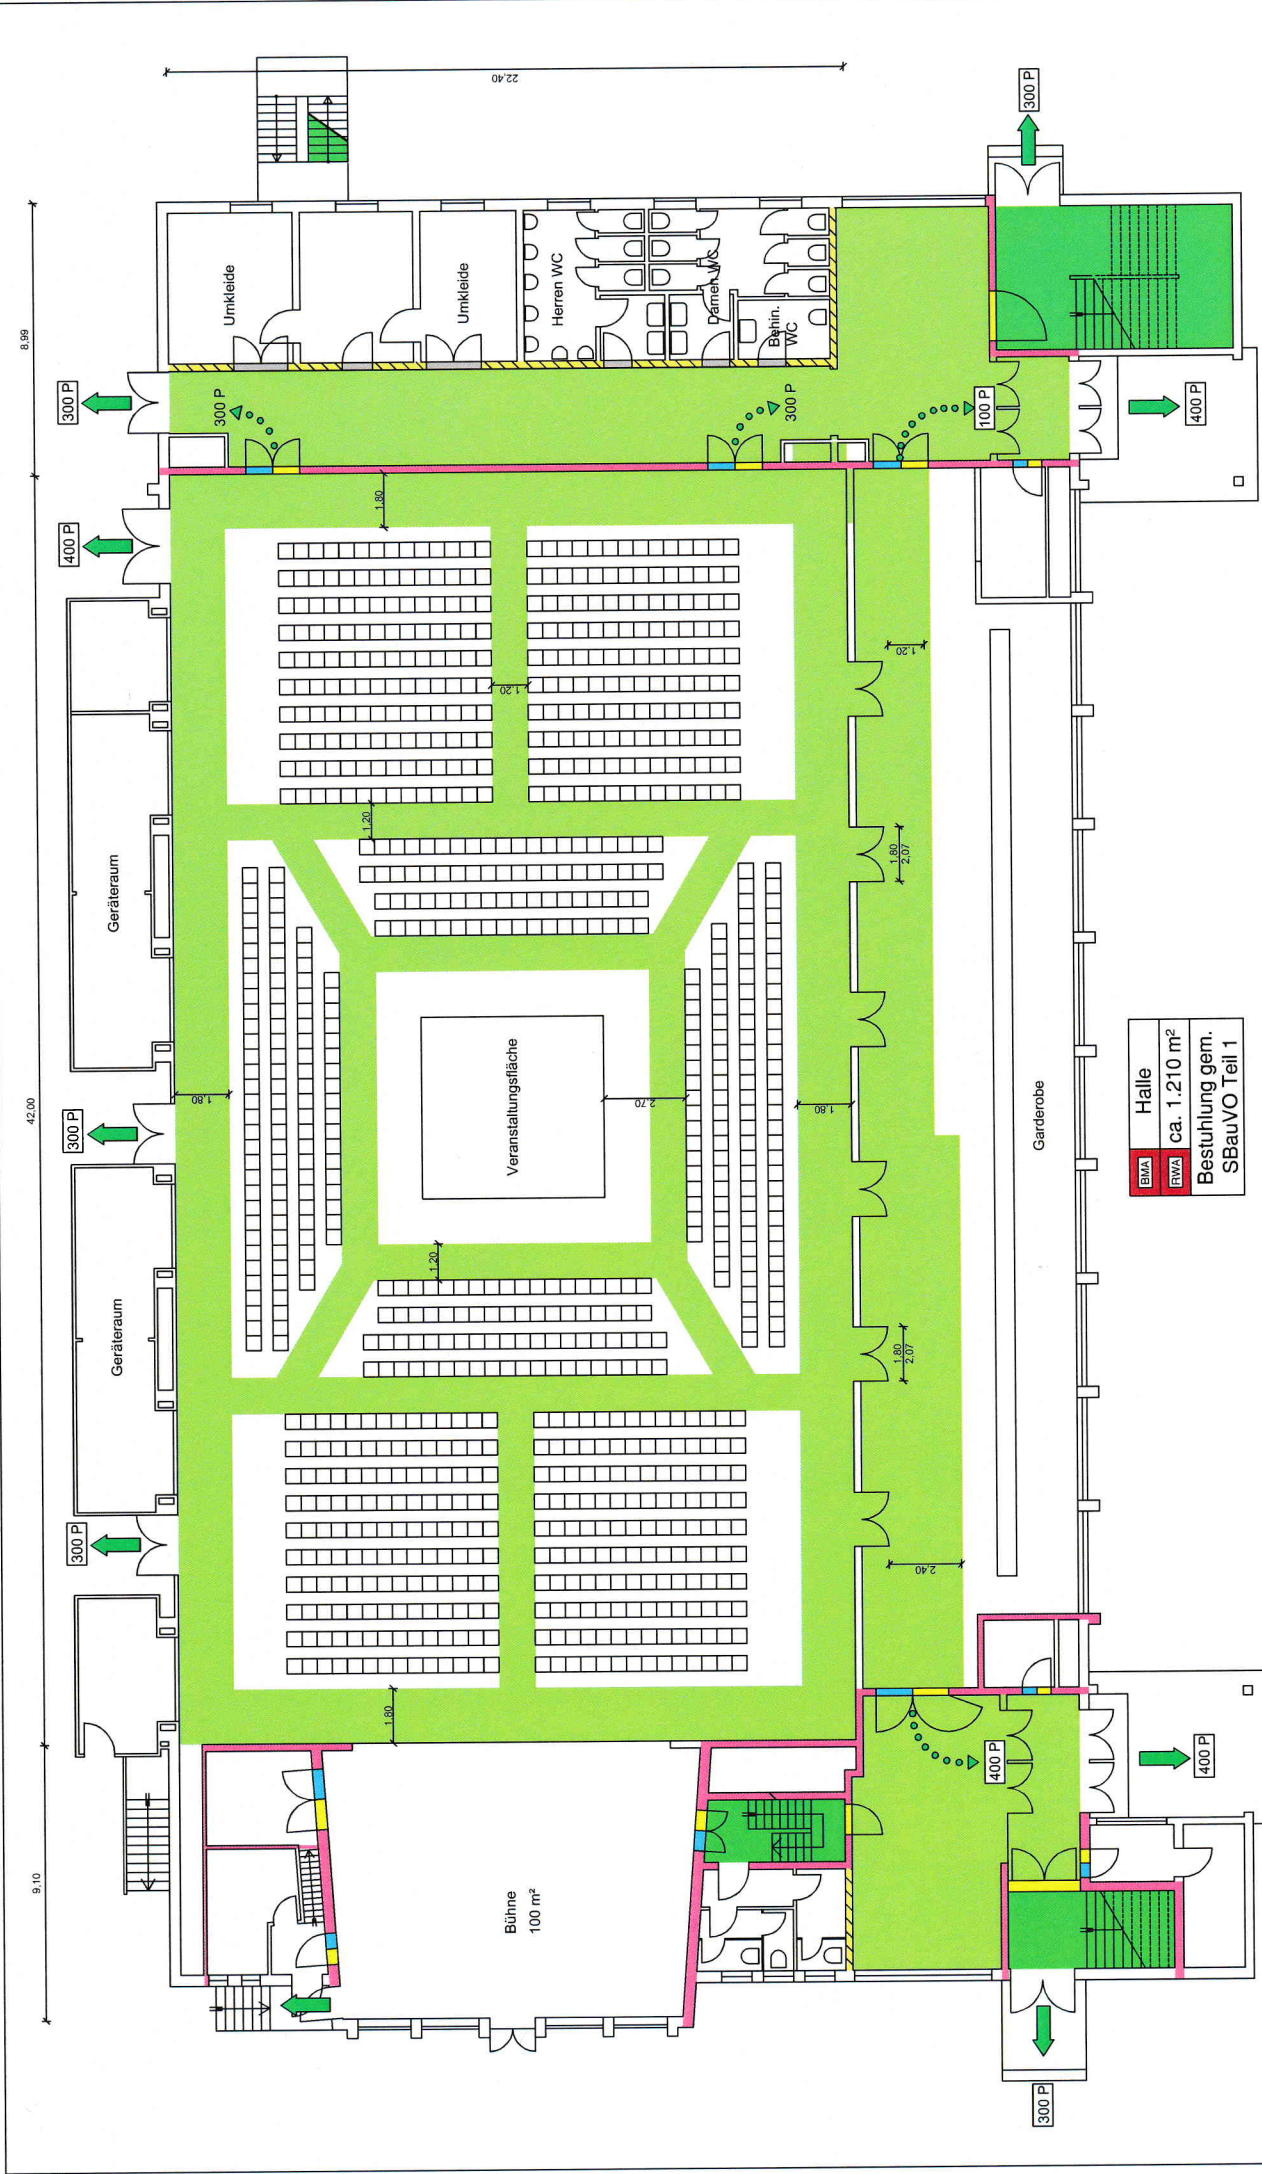 22,40
8,99
42,00
9,10
300 P
400 P
300 P
300 P
Umkleide
Umkleide
Herren WC
Damen WC
Behin.
WC
300 P
300 P
100 P
300 P
400 P
Geräteraum
Geräteraum
1,80
1,20
1,20
1,80
1,20
1,80
2,07
Veranstaltungsfläche
2,70
1,80
1,20
1,80
2,07
2,40
1,80
Garderobe
Bühne
100 m²
400 P
400 P
300 P
BMA
Halle
RWA
ca. 1.210 m²
Bestuhlung gem.
SBauVO Teil 1